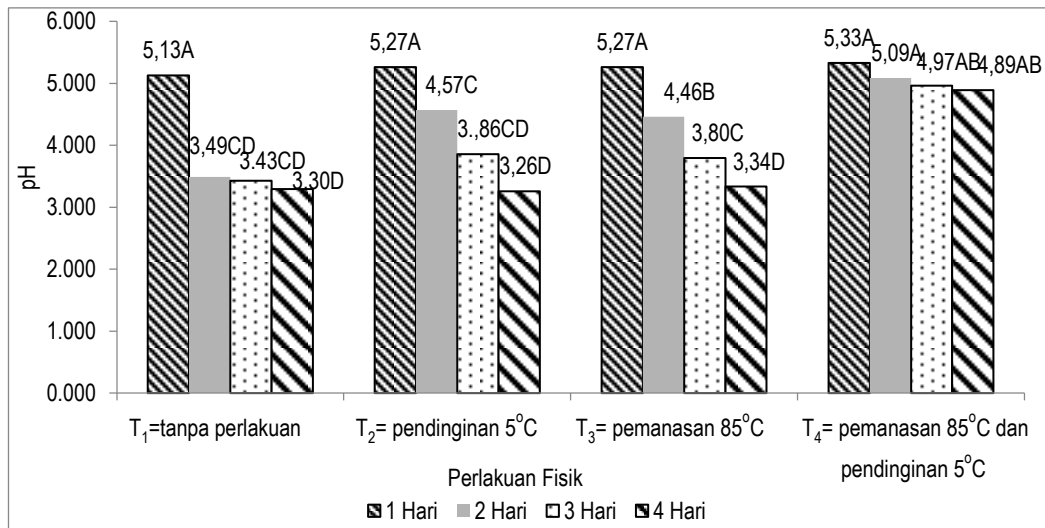 6.000
5.000
4.000
3.000
2.000
1.000
0.000
pH
5,13A
3,49CD
3.43CD
3.30D
5,27A
4,57C
3.,86CD
3,26D
5,27A
4,46B
3,80C
3,34D
5,33A
5,09A
4,97AB
4,89AB
T₁=tanpa perlakuan
T₂= pendinginan 5°C
T₃= pemanasan 85°C
T₄= pemanasan 85°C dan
pendinginan 5°C
Perlakuan Fisik
1 Hari 2 Hari 3 Hari 4 Hari